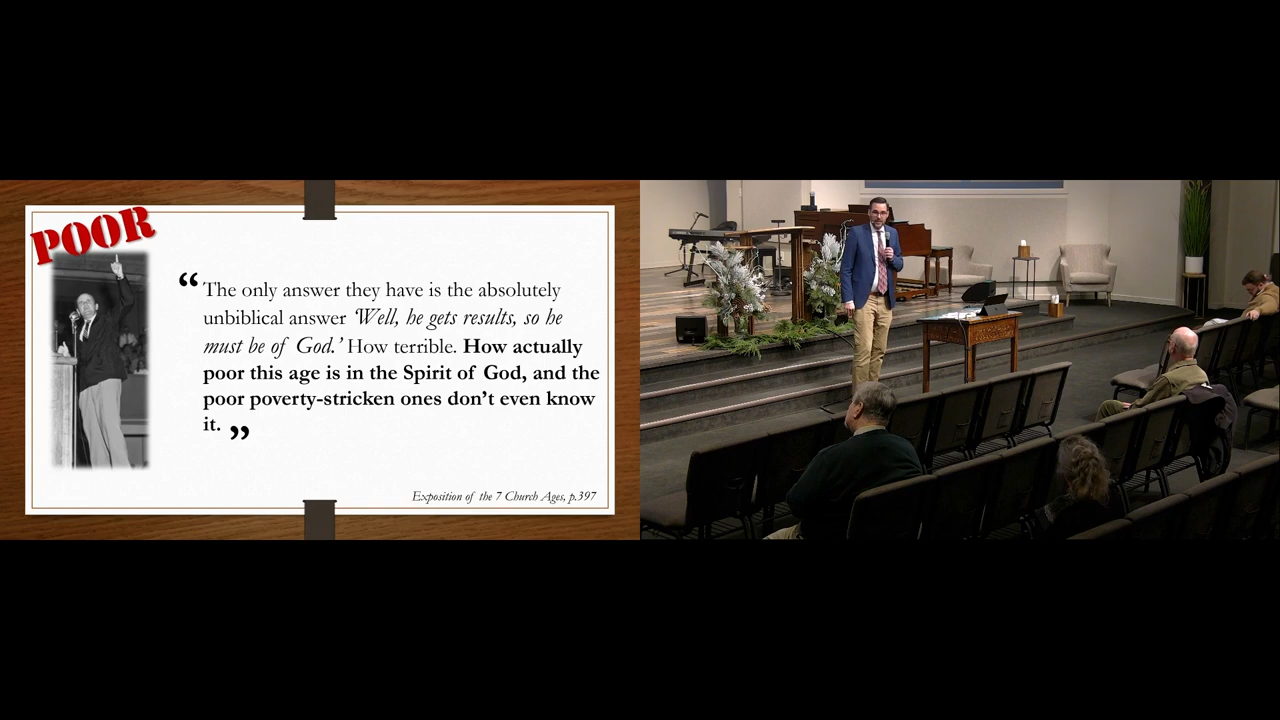 POOR
“ The only answer they have is the absolutely
unbiblical answer ‘Well, he gets results, so he
must be of God.’ How terrible. How actually
poor this age is in the Spirit of God, and the
poor poverty-stricken ones don’t even know
it. ”
Exposition of the 7 Church Ages, p.397